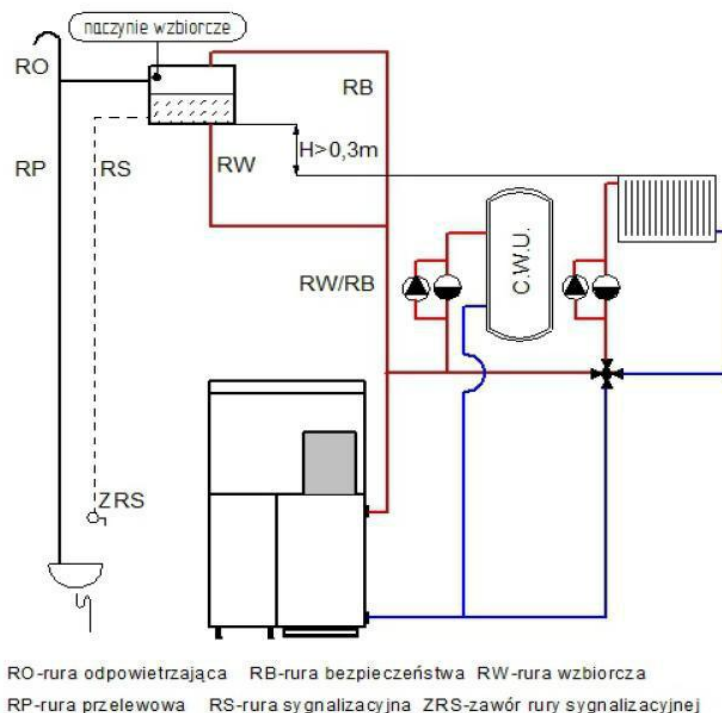 naczynie wzbiorcze
RO
RB
RP
RS
RW
H>0,3m
C.W.U.
RW/RB
ZRS
RO-rura odpowietrzająca RB-rura bezpieczeństwa RW-rura wzbiorcza
RP-rura przelewowa RS-rura sygnalizacyjna ZRS-zawór rury sygnalizacyjnej